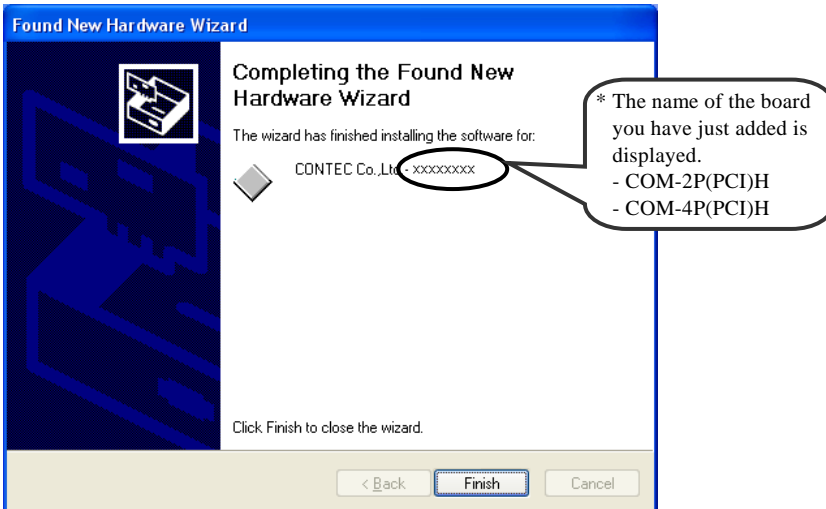 Found New Hardware Wizard
Completing the Found New
Hardware Wizard
The wizard has finished installing the software for:
CONTEC Co.,Ltd - xxxxxxxx
Click Finish to close the wizard.
< Back
Finish
Cancel
* The name of the board
you have just added is
displayed.
- COM-2P(PCI)H
- COM-4P(PCI)H